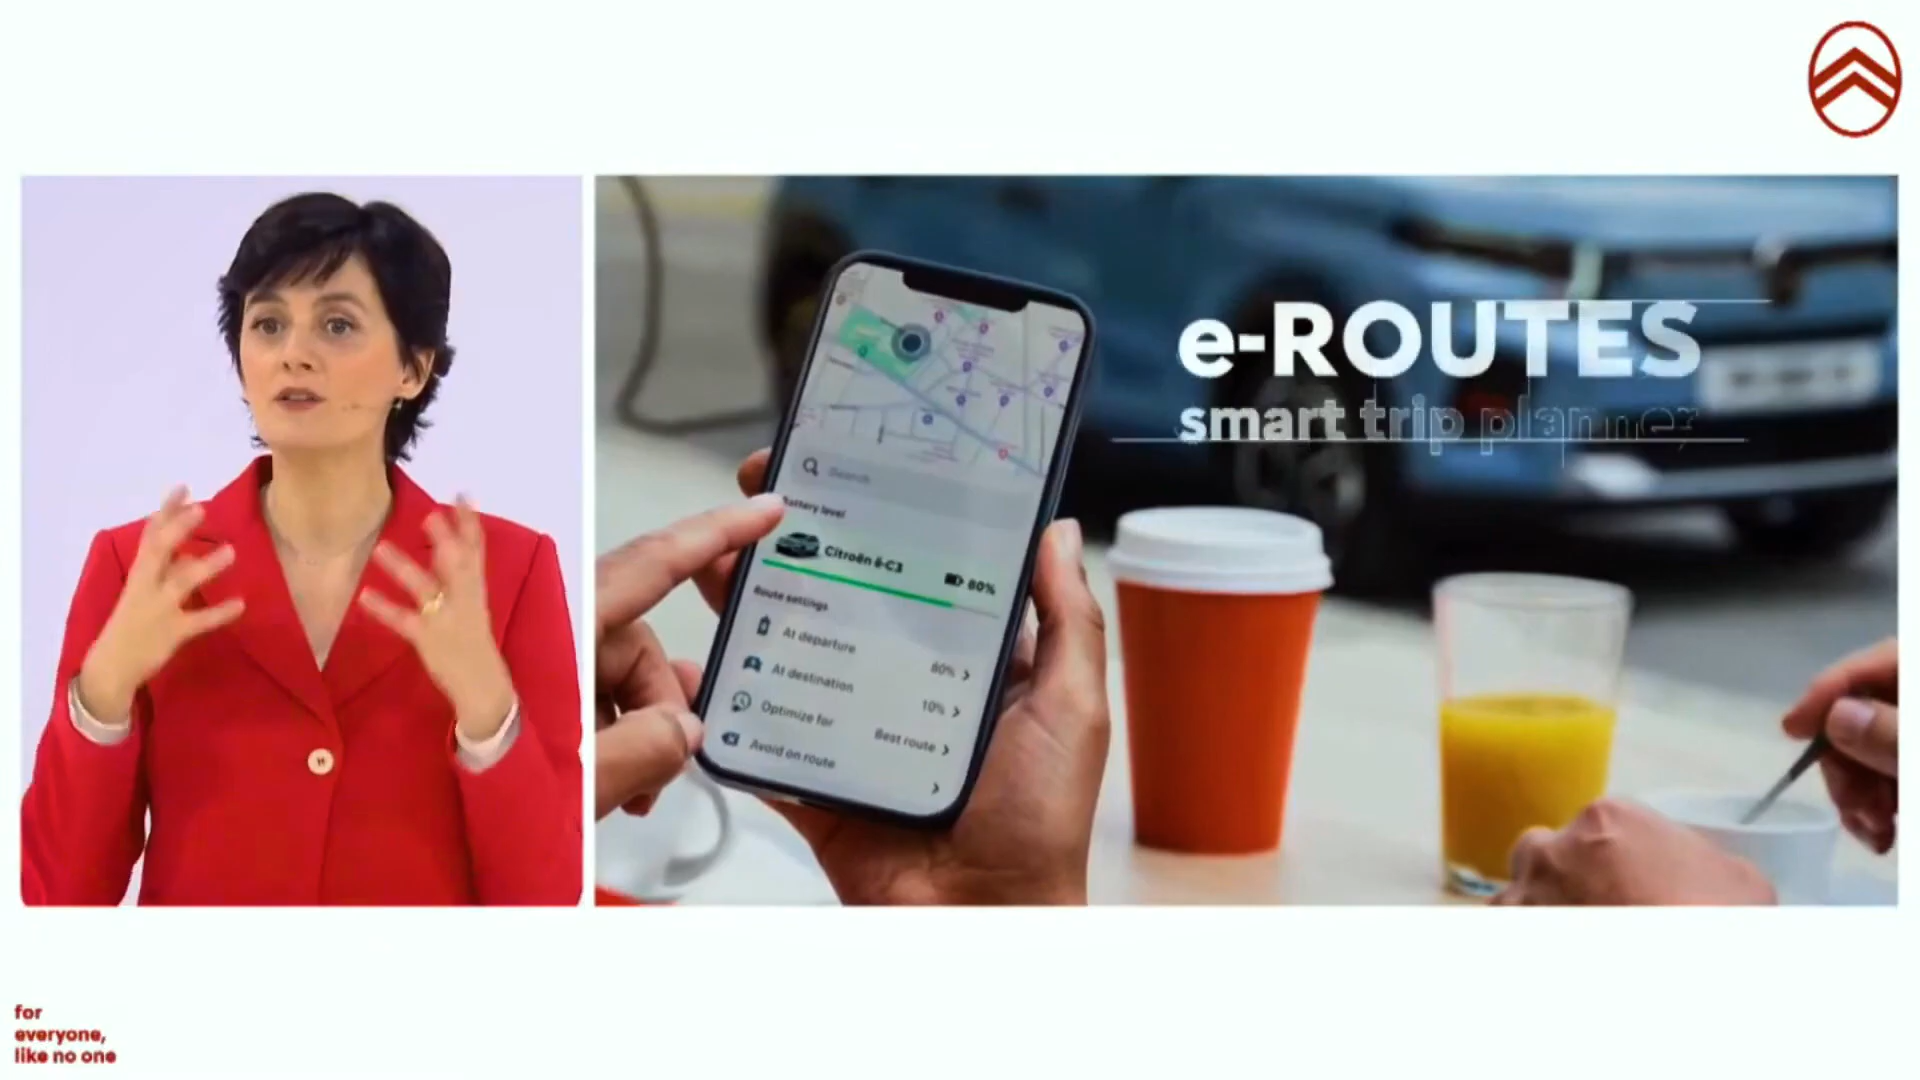 e-ROUTES
smart trip planner
Search
Battery level
Citroën ë-C3
80%
Route settings
At departure
80%
At destination
10%
Optimize for
Best route
Avoid on route
for
everyone,
like no one